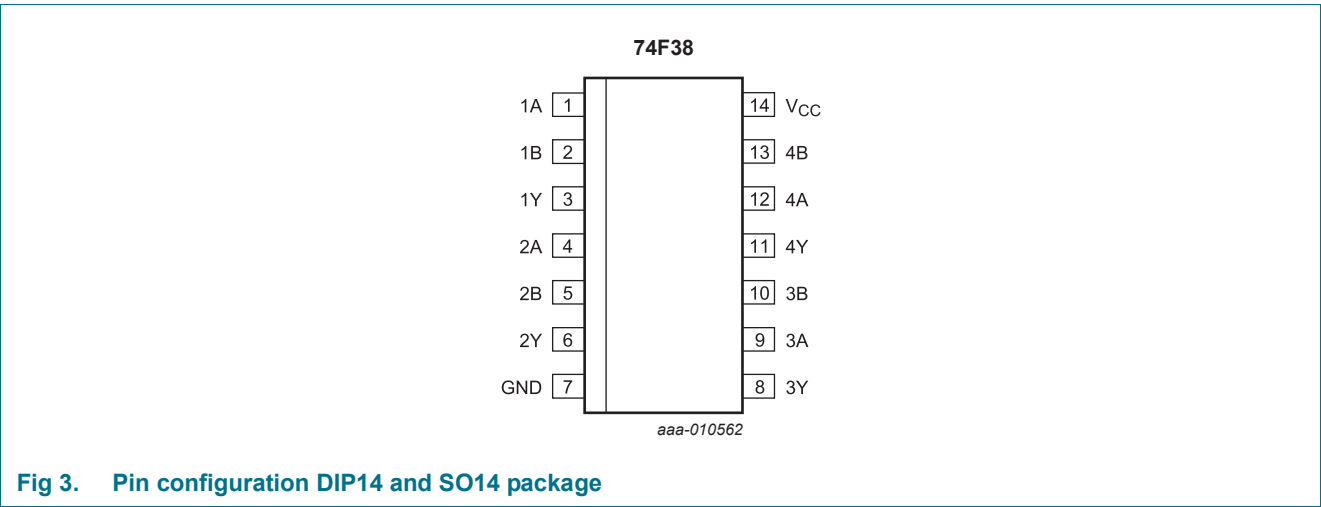 74F38
1A 1 14 VCC
1B 2 13 4B
1Y 3 12 4A
2A 4 11 4Y
2B 5 10 3B
2Y 6 9 3A
GND 7 8 3Y
aaa-010562
Fig 3. Pin configuration DIP14 and SO14 package